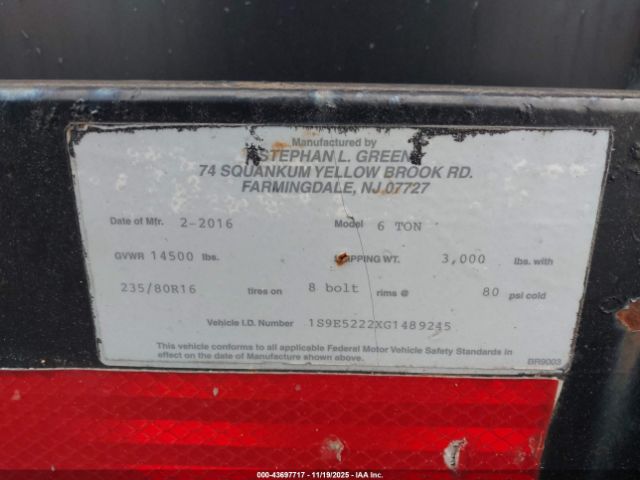 Manufactured by
STEPHAN L. GREEN
74 SQUANKUM YELLOW BROOK RD.
FARMINGDALE, NJ 07727
Date of Mfr. 2-2016 Model 6 TON
GVWR 14500 lbs. WT. 3,000 lbs. with
235/80R16 tires on 8 bolt rims @ 80 psi cold
Vehicle I.D. Number 1S9E5222XG1489245
This vehicle conforms to all applicable Federal Motor Vehicle Safety Standards in
effect on the date of Manufacture shown above. BR9003
00-43697717 - 11/19/2025 - IAA Inc.